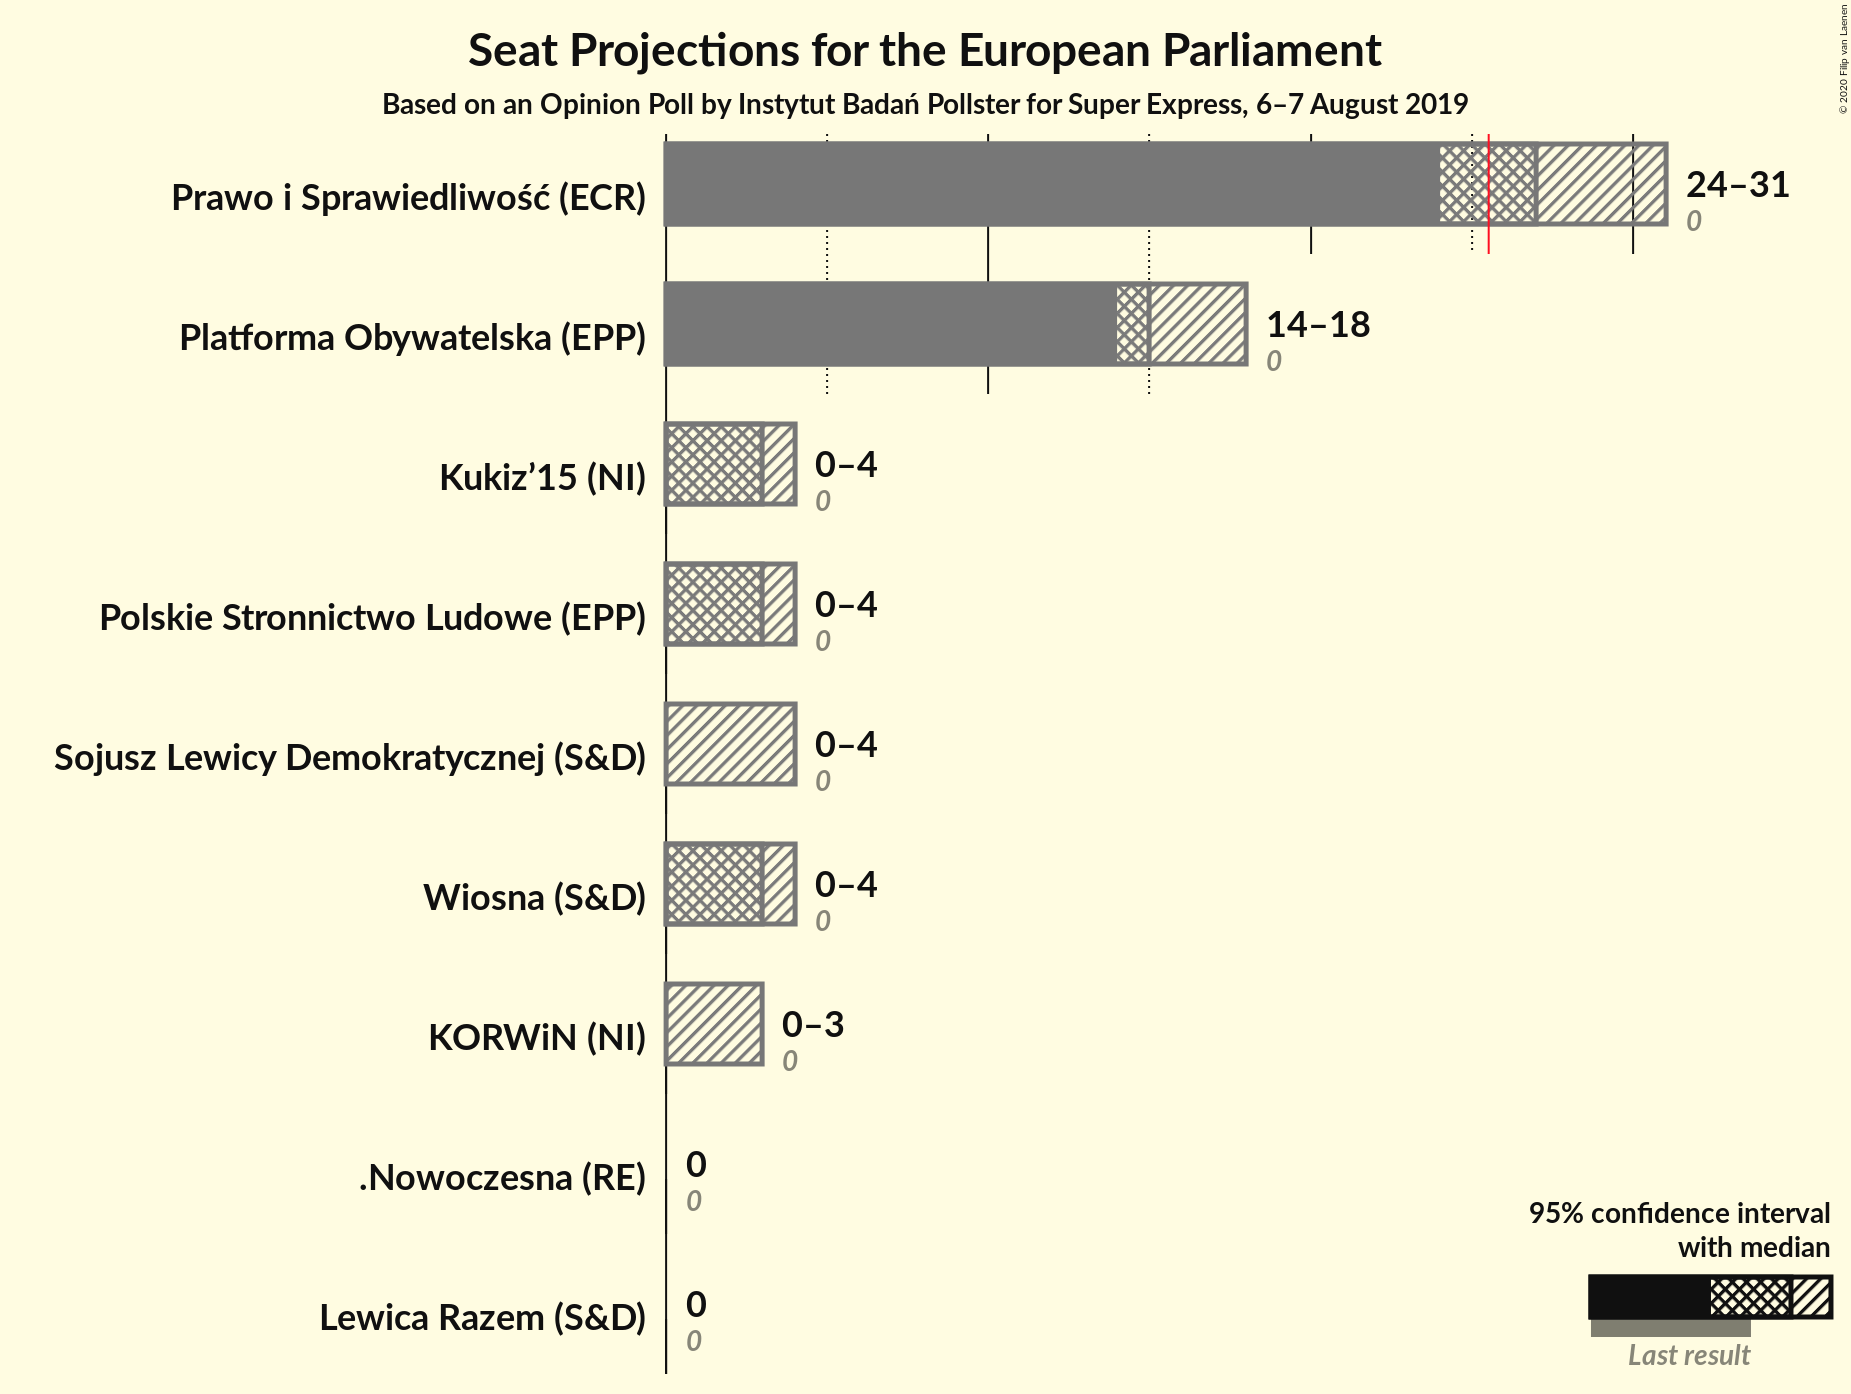 Seat Projections for the European Parliament
Based on an Opinion Poll by Instytut Badań Pollster for Super Express, 6–7 August 2019
© 2020 Filip van Laenen
Prawo i Sprawiedliwość (ECR)
24–31
0
Platforma Obywatelska (EPP)
14–18
0
Kukiz’15 (NI)
0–4
0
Polskie Stronnictwo Ludowe (EPP)
0–4
0
Sojusz Lewicy Demokratycznej (S&D)
0–4
0
Wiosna (S&D)
0–4
0
KORWiN (NI)
0–3
0
.Nowoczesna (RE)
0
0
Lewica Razem (S&D)
0
0
95% confidence interval
with median
Last result